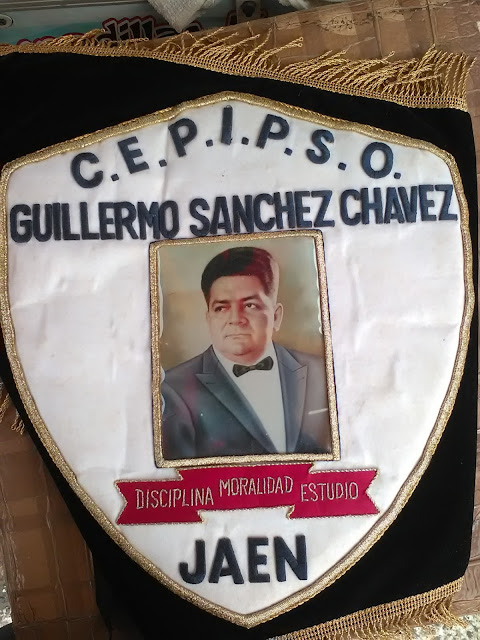 C.E.P.I.P.S.O.
GUILLERMO SANCHEZ CHAVEZ
DISCIPLINA MORALIDAD ESTUDIO
JAEN